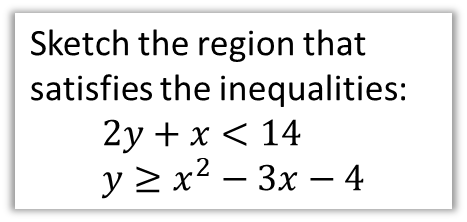 Sketch the region that
satisfies the inequalities:
2y + x < 14
y ≥ x² − 3x − 4